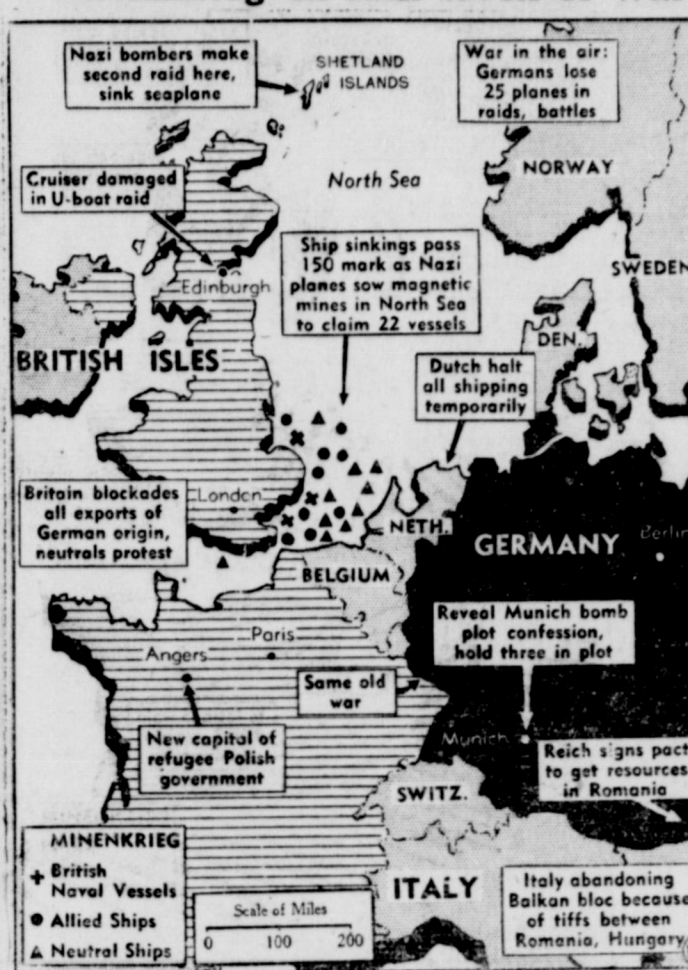 Nazi bombers make
second raid here,
sink seaplane
SHETLAND
ISLANDS
War in the air:
Germans lose
25 planes in
raids, battles
NORWAY
North Sea
Cruiser damaged
in U-boat raid
Edinburgh
Ship sinkings pass
150 mark as Nazi
planes sow magnetic
mines in North Sea
to claim 22 vessels
SWEDEN
DEN.
BRITISH ISLES
Dutch halt
all shipping
temporarily
Britain blockades
all exports of
German origin,
neutrals protest
London
NETH.
GERMANY
Berlin
BELGIUM
Reveal Munich bomb
plot confession,
hold three in plot
Paris
Angers
Same old
war
New capital of
refugee Polish
government
Munich
Reich signs pact
to get resources
in Romania
SWITZ.
MINENKRIEG
+ British
Naval Vessels
● Allied Ships
▲ Neutral Ships
Scale of Miles
0 100 200
ITALY
Italy abandoning
Balkan bloc because
of tiffs between
Romania, Hungary